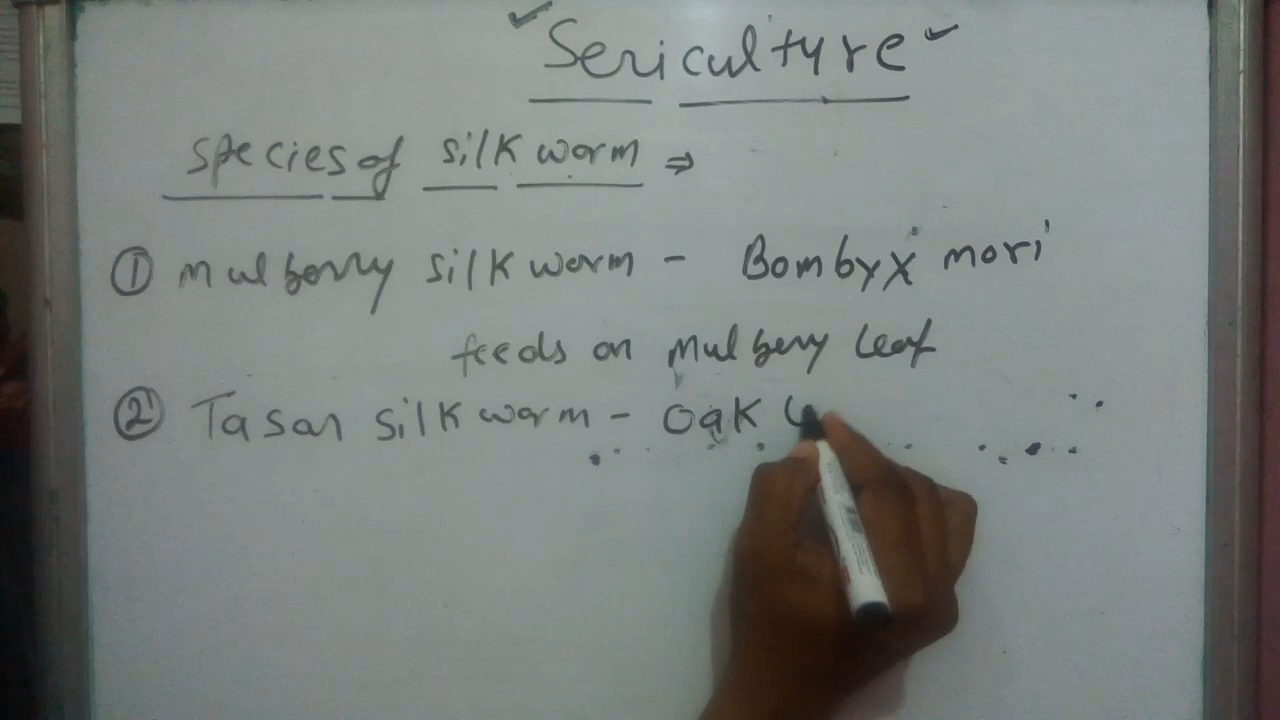 Sericulture
species of silk worm ⇒
① Mulberry silk worm - Bombyx mori
feeds on Mulberry leaf
② Tasar silk worm - Oak